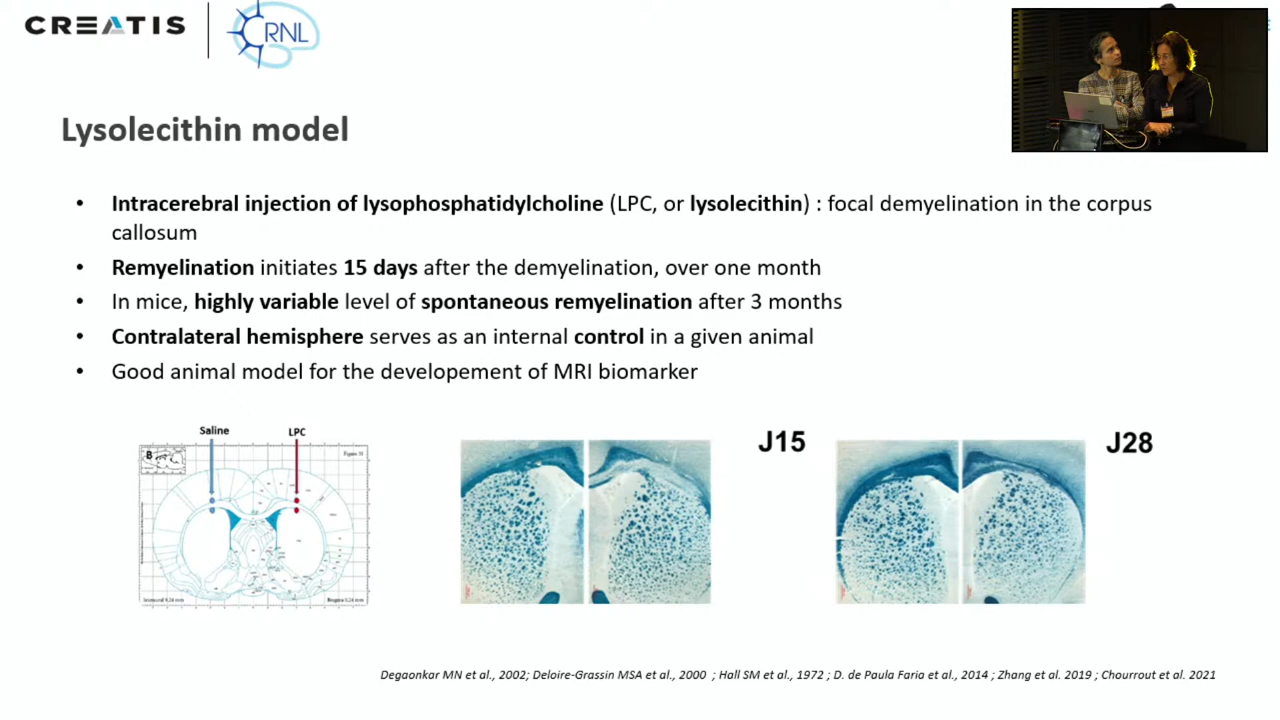 CREATIS
CRNL
Lysolecithin model
• Intracerebral injection of lysophosphatidylcholine (LPC, or lysolecithin) : focal demyelination in the corpus
callosum
• Remyelination initiates 15 days after the demyelination, over one month
• In mice, highly variable level of spontaneous remyelination after 3 months
• Contralateral hemisphere serves as an internal control in a given animal
• Good animal model for the developement of MRI biomarker
Saline
LPC
B
J15
J28
Degaonkar MN et al., 2002; Deloire-Grassin MSA et al., 2000 ; Hall SM et al., 1972 ; D. de Paula Faria et al., 2014 ; Zhang et al. 2019 ; Chourrout et al. 2021